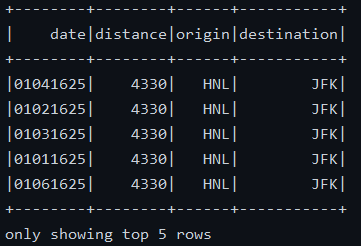 +--------+--------+------+-----------+
|    date|distance|origin|destination|
+--------+--------+------+-----------+
|01041625|    4330|   HNL|        JFK|
|01021625|    4330|   HNL|        JFK|
|01031625|    4330|   HNL|        JFK|
|01011625|    4330|   HNL|        JFK|
|01061625|    4330|   HNL|        JFK|
+--------+--------+------+-----------+
only showing top 5 rows